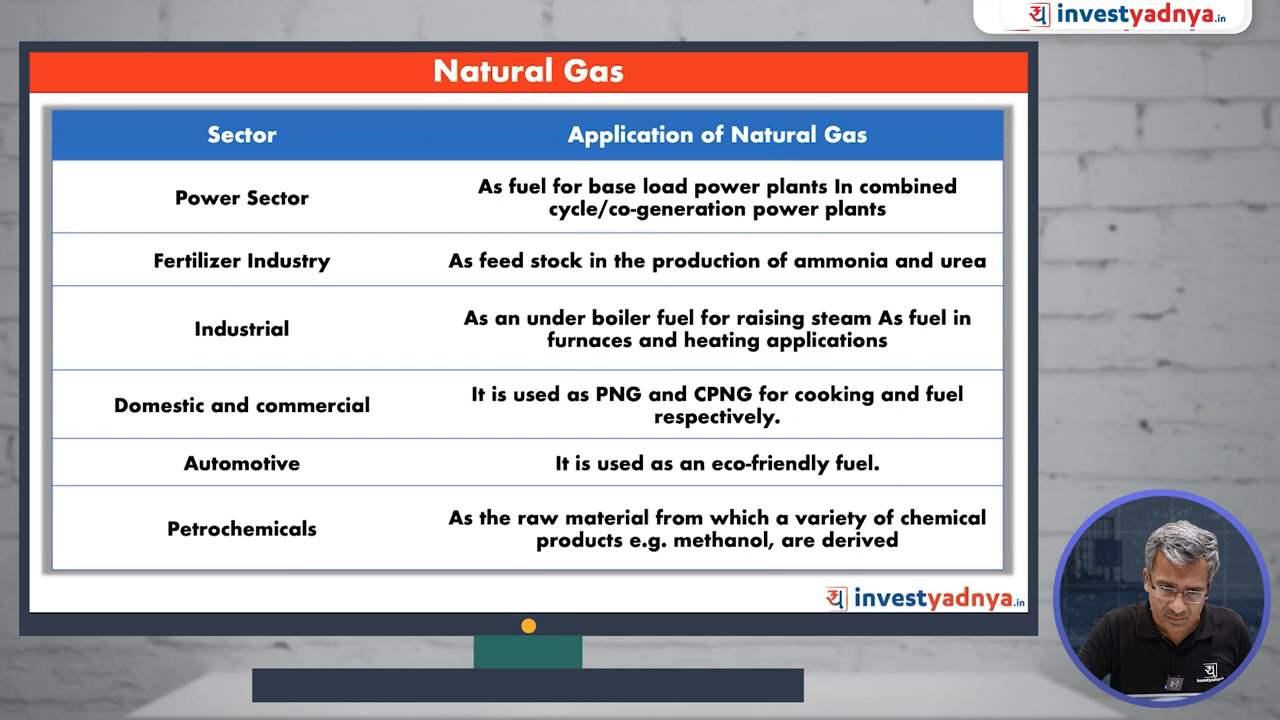 investyadnya.in
Natural Gas
Sector
Application of Natural Gas
Power Sector
As fuel for base load power plants In combined
cycle/co-generation power plants
Fertilizer Industry
As feed stock in the production of ammonia and urea
Industrial
As an under boiler fuel for raising steam As fuel in
furnaces and heating applications
Domestic and commercial
It is used as PNG and CPNG for cooking and fuel
respectively.
Automotive
It is used as an eco-friendly fuel.
Petrochemicals
As the raw material from which a variety of chemical
products e.g. methanol, are derived
investyadnya.in